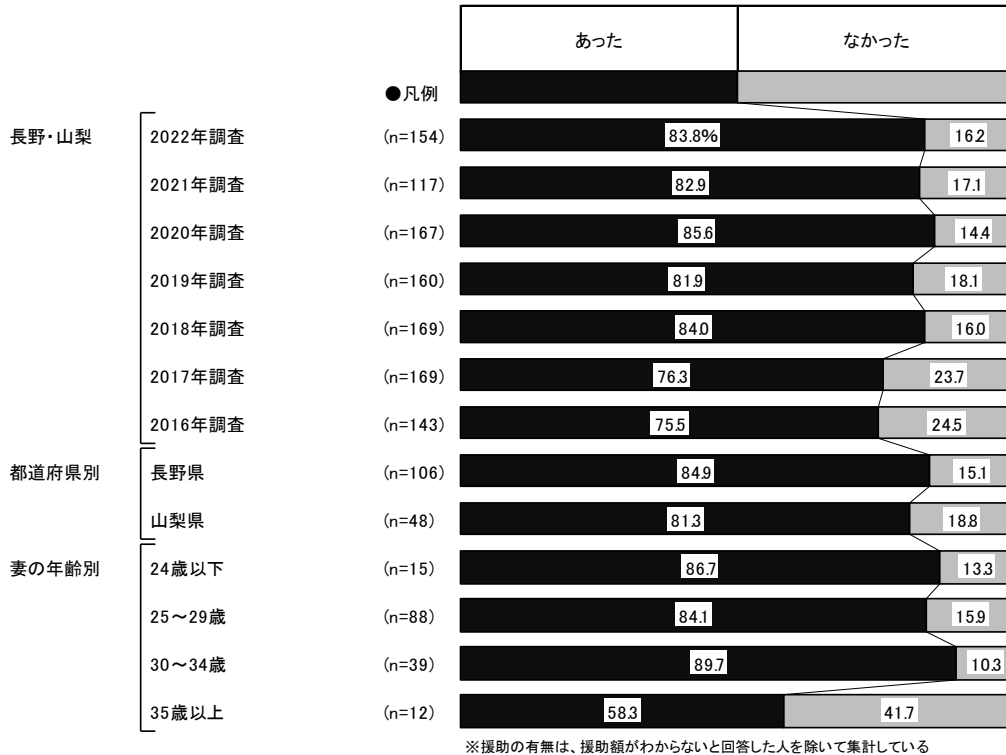 あった なかった
●凡例
長野・山梨 2022年調査 (n=154) 83.8% 16.2
2021年調査 (n=117) 82.9 17.1
2020年調査 (n=167) 85.6 14.4
2019年調査 (n=160) 81.9 18.1
2018年調査 (n=169) 84.0 16.0
2017年調査 (n=169) 76.3 23.7
2016年調査 (n=143) 75.5 24.5
都道府県別 長野県 (n=106) 84.9 15.1
山梨県 (n=48) 81.3 18.8
妻の年齢別 24歳以下 (n=15) 86.7 13.3
25～29歳 (n=88) 84.1 15.9
30～34歳 (n=39) 89.7 10.3
35歳以上 (n=12) 58.3 41.7
※援助の有無は、援助額がわからないと回答した人を除いて集計している